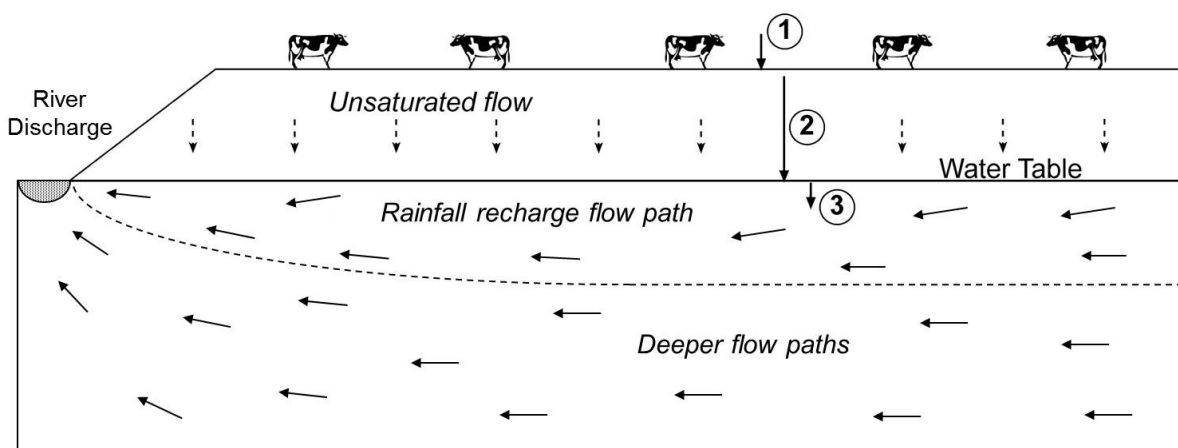 1
River
Discharge
Unsaturated flow
2
Water Table
Rainfall recharge flow path
3
Deeper flow paths